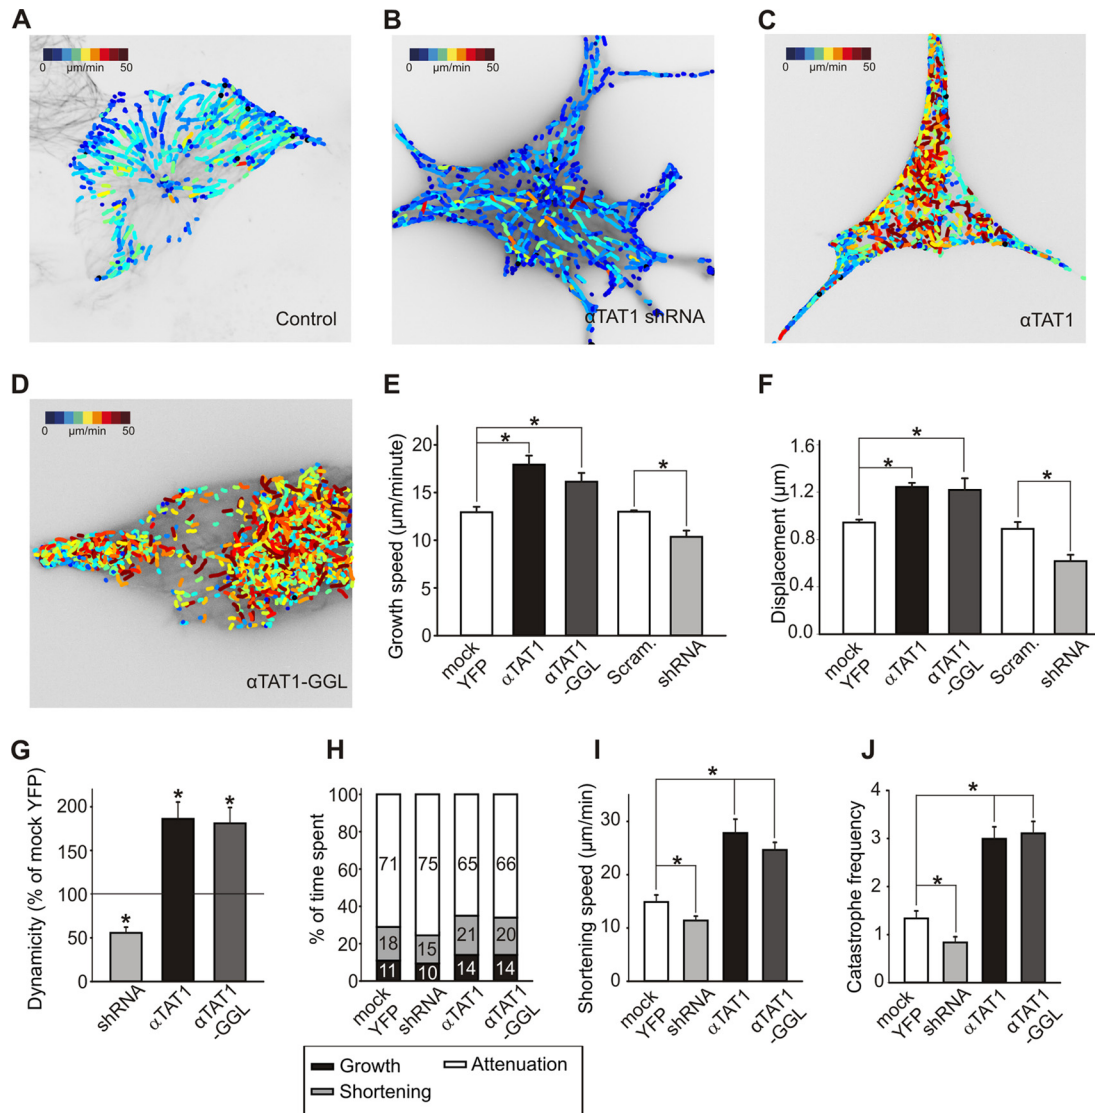 A
0 µm/min 50
Control
B
0 µm/min 50
αTAT1 shRNA
C
0 µm/min 50
αTAT1
D
0 µm/min 50
αTAT1-GGL
E
Growth speed (µm/minute)
20
15
10
5
0
mock YFP
αTAT1
αTAT1 -GGL
Scram.
shRNA
*
*
*
F
Displacement (µm)
1.6
1.2
0.8
0.4
0.0
mock YFP
αTAT1
αTAT1 -GGL
Scram.
shRNA
*
*
*
G
Dynamicity (% of mock YFP)
200
150
100
50
0
shRNA
αTAT1
αTAT1 -GGL
*
*
*
H
% of time spent
100
80
60
40
20
0
71
75
65
66
18
15
21
20
11
10
14
14
mock YFP
shRNA
αTAT1
αTAT1 -GGL
Growth
Attenuation
Shortening
I
Shortening speed (µm/min)
30
20
10
0
mock YFP
shRNA
αTAT1
αTAT1 -GGL
*
*
J
Catastrophe frequency
4
3
2
1
0
mock YFP
shRNA
αTAT1
αTAT1 -GGL
*
*